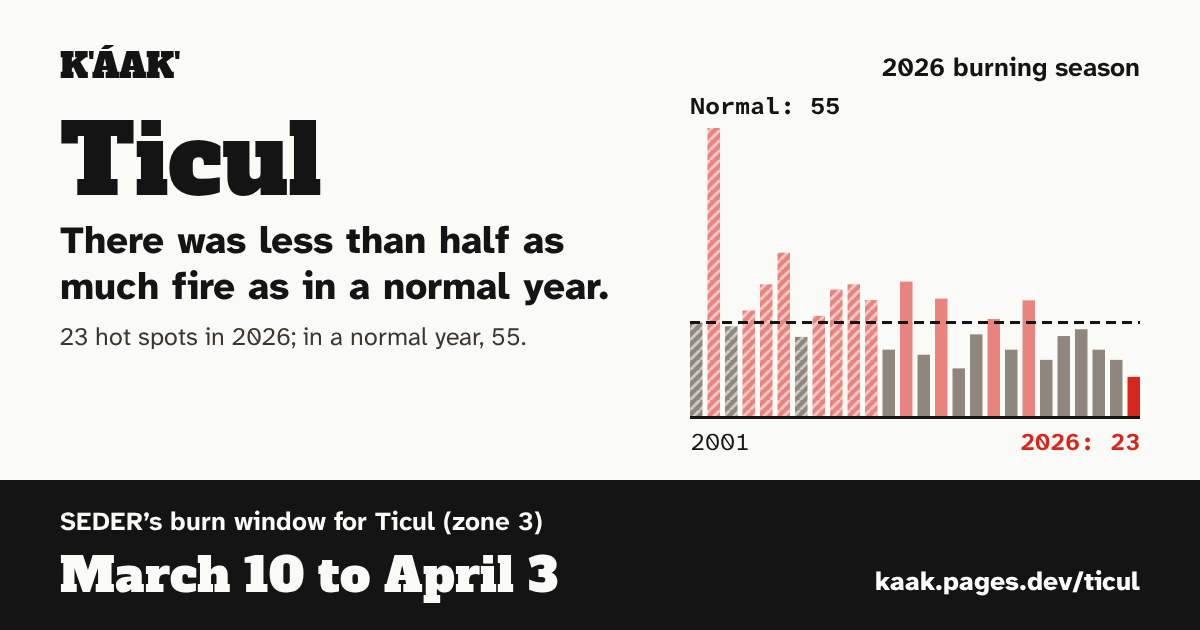 K'ÁAK'
2026 burning season
Ticul
There was less than half as
much fire as in a normal year.
23 hot spots in 2026; in a normal year, 55.
Normal: 55
2001
2026: 23
SEDER’s burn window for Ticul (zone 3)
March 10 to April 3
kaak.pages.dev/ticul